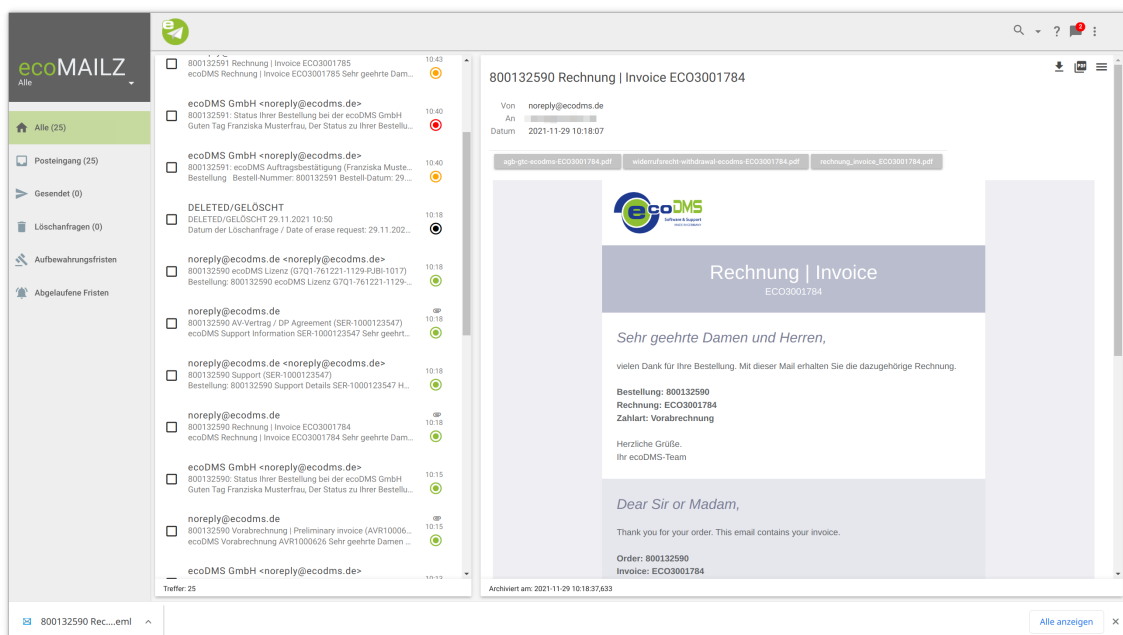 ecoMAILZ
Alle
2
Alle (25)
Posteingang (25)
Gesendet (0)
Löschanfragen (0)
Aufbewahrungsfristen
Abgelaufene Fristen
10:43
800132591 Rechnung | Invoice ECO3001785
ecoDMS Rechnung | Invoice ECO3001785 Sehr geehrte Dam...
ecoDMS GmbH <noreply@ecodms.de>
10:40
800132591: Status Ihrer Bestellung bei der ecoDMS GmbH
Guten Tag Franziska Musterfrau, Der Status zu Ihrer Bestellu...
ecoDMS GmbH <noreply@ecodms.de>
10:40
800132591: ecoDMS Auftragsbestätigung (Franziska Muste...
Bestellung Bestell-Nummer: 800132591 Bestell-Datum: 29....
DELETED/GELÖSCHT
10:18
DELETED/GELÖSCHT 29.11.2021 10:50
Datum der Löschanfrage / Date of erase request: 29.11.202...
noreply@ecodms.de <noreply@ecodms.de>
10:18
800132590 ecoDMS Lizenz (G7Q1-761221-1129-PJBI-1017)
Bestellung: 800132590 ecoDMS Lizenz G7Q1-761221-1129-...
noreply@ecodms.de
10:18
800132590 AV-Vertrag / DP Agreement (SER-1000123547)
ecoDMS Support Information SER-1000123547 Sehr geehrt...
noreply@ecodms.de <noreply@ecodms.de>
10:18
800132590 Support (SER-1000123547)
Bestellung: 800132590 Support Details SER-1000123547 H...
noreply@ecodms.de
10:18
800132590 Rechnung | Invoice ECO3001784
ecoDMS Rechnung | Invoice ECO3001784 Sehr geehrte Dam...
ecoDMS GmbH <noreply@ecodms.de>
10:15
800132590: Status Ihrer Bestellung bei der ecoDMS GmbH
Guten Tag Franziska Musterfrau, Der Status zu Ihrer Bestellu...
noreply@ecodms.de
10:15
800132590 Vorabrechnung | Preliminary invoice (AVR10006...
ecoDMS Vorabrechnung AVR1000626 Sehr geehrte Damen ...
ecoDMS GmbH <noreply@ecodms.de>
Treffer: 25
800132590 Rechnung | Invoice ECO3001784
PDF
Von noreply@ecodms.de
An
Datum 2021-11-29 10:18:07
agb-gtc-ecodms-ECO3001784.pdf
widerrufsrecht-withdrawal-ecodms-ECO3001784.pdf
rechnung_invoice_ECO3001784.pdf
ecoDMS
Software & Support
MADE IN GERMANY
Rechnung | Invoice
ECO3001784
Sehr geehrte Damen und Herren,
vielen Dank für Ihre Bestellung. Mit dieser Mail erhalten Sie die dazugehörige Rechnung.
Bestellung: 800132590
Rechnung: ECO3001784
Zahlart: Vorabrechnung
Herzliche Grüße.
Ihr ecoDMS-Team
Dear Sir or Madam,
Thank you for your order. This email contains your invoice.
Order: 800132590
Invoice: ECO3001784
Archiviert am: 2021-11-29 10:18:37,633
800132590 Rec....eml
Alle anzeigen